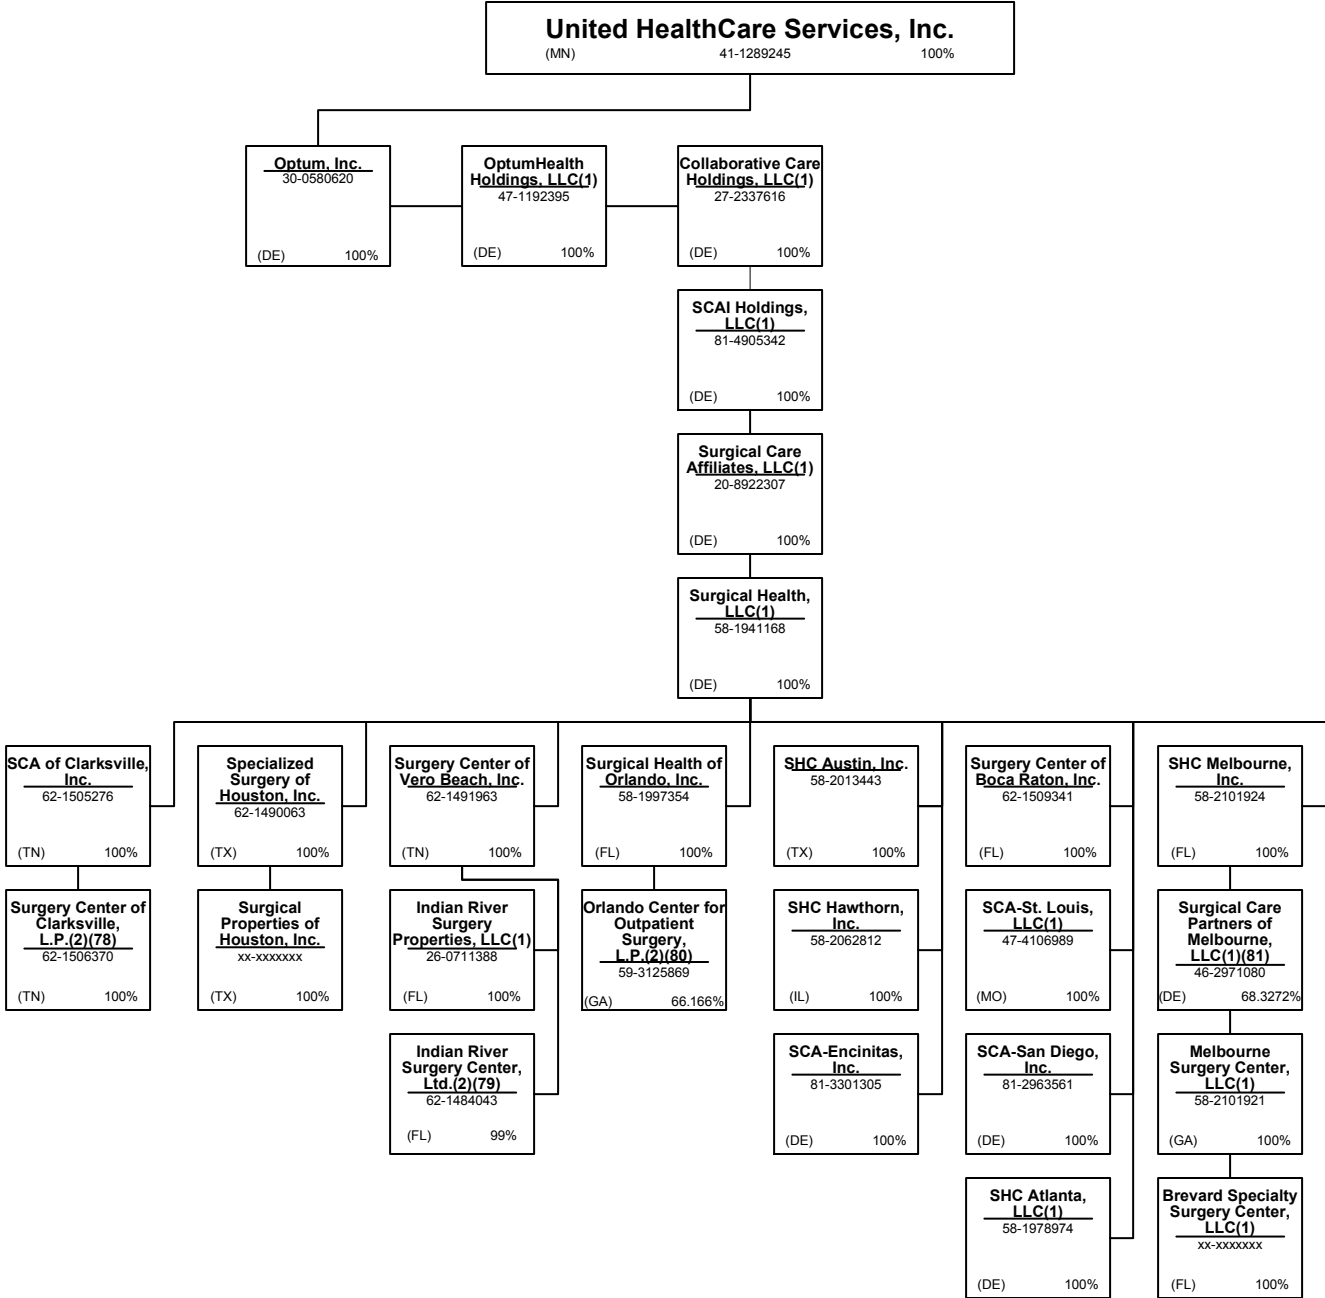 United HealthCare Services, Inc.
(MN) 41-1289245 100%
Optum, Inc.
30-0580620
(DE) 100%
OptumHealth
Holdings, LLC(1)
47-1192395
(DE) 100%
Collaborative Care
Holdings, LLC(1)
27-2337616
(DE) 100%
SCAI Holdings,
LLC(1)
81-4905342
(DE) 100%
Surgical Care
Affiliates, LLC(1)
20-8922307
(DE) 100%
Surgical Health,
LLC(1)
58-1941168
(DE) 100%
SCA of Clarksville,
Inc.
62-1505276
(TN) 100%
Specialized
Surgery of
Houston, Inc.
62-1490063
(TX) 100%
Surgery Center of
Vero Beach, Inc.
62-1491963
(TN) 100%
Surgical Health of
Orlando, Inc.
58-1997354
(FL) 100%
SHC Austin, Inc.
58-2013443
(TX) 100%
Surgery Center of
Boca Raton, Inc.
62-1509341
(FL) 100%
SHC Melbourne,
Inc.
58-2101924
(FL) 100%
Surgery Center of
Clarksville,
L.P.(2)(78)
62-1506370
(TN) 100%
Surgical
Properties of
Houston, Inc.
xx-xxxxxxx
(TX) 100%
Indian River
Surgery
Properties, LLC(1)
26-0711388
(FL) 100%
Orlando Center for
Outpatient
Surgery,
L.P.(2)(80)
59-3125869
(GA) 66.166%
SHC Hawthorn,
Inc.
58-2062812
(IL) 100%
SCA-St. Louis,
LLC(1)
47-4106989
(MO) 100%
Surgical Care
Partners of
Melbourne,
LLC(1)(81)
46-2971080
(DE) 68.3272%
Indian River
Surgery Center,
Ltd.(2)(79)
62-1484043
(FL) 99%
SCA-Encinitas,
Inc.
81-3301305
(DE) 100%
SCA-San Diego,
Inc.
81-2963561
(DE) 100%
Melbourne
Surgery Center,
LLC(1)
58-2101921
(GA) 100%
SHC Atlanta,
LLC(1)
58-1978974
(DE) 100%
Brevard Specialty
Surgery Center,
LLC(1)
xx-xxxxxxx
(FL) 100%